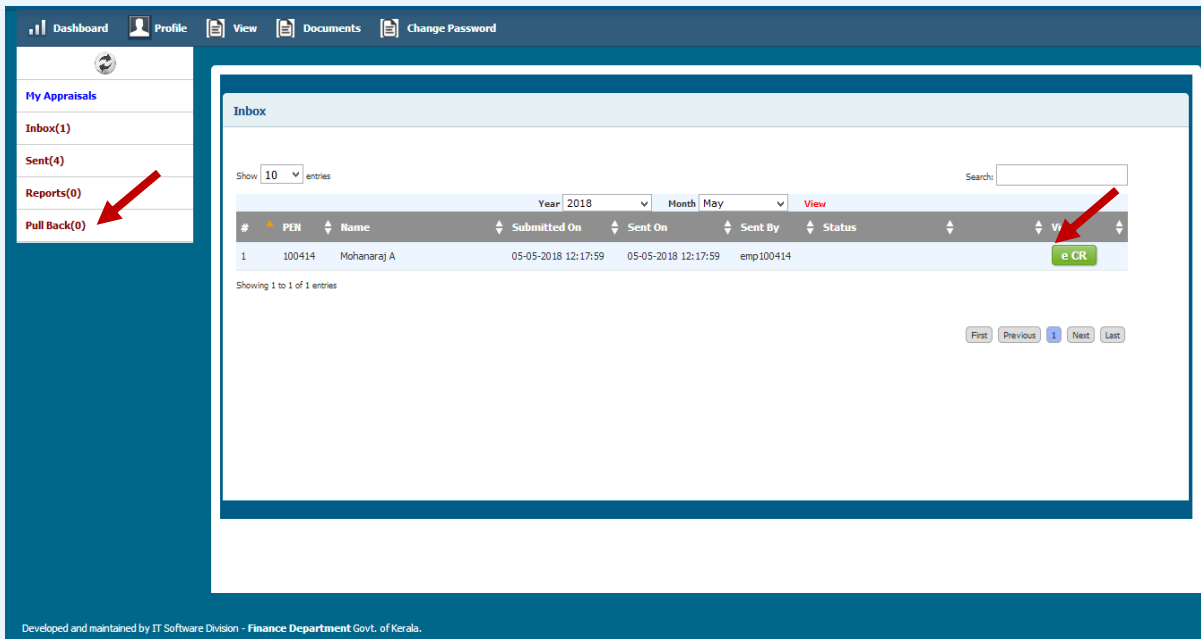 Dashboard Profile View Documents Change Password
My Appraisals
Inbox(1)
Sent(4)
Reports(0)
Pull Back(0)
Inbox
Show 10 entries Search:
Year 2018 Month May View
# PEN Name Submitted On Sent On Sent By Status
1 100414 Mohanaraj A 05-05-2018 12:17:59 05-05-2018 12:17:59 emp100414 e CR
Showing 1 to 1 of 1 entries
First Previous 1 Next Last
Developed and maintained by IT Software Division - Finance Department Govt. of Kerala.